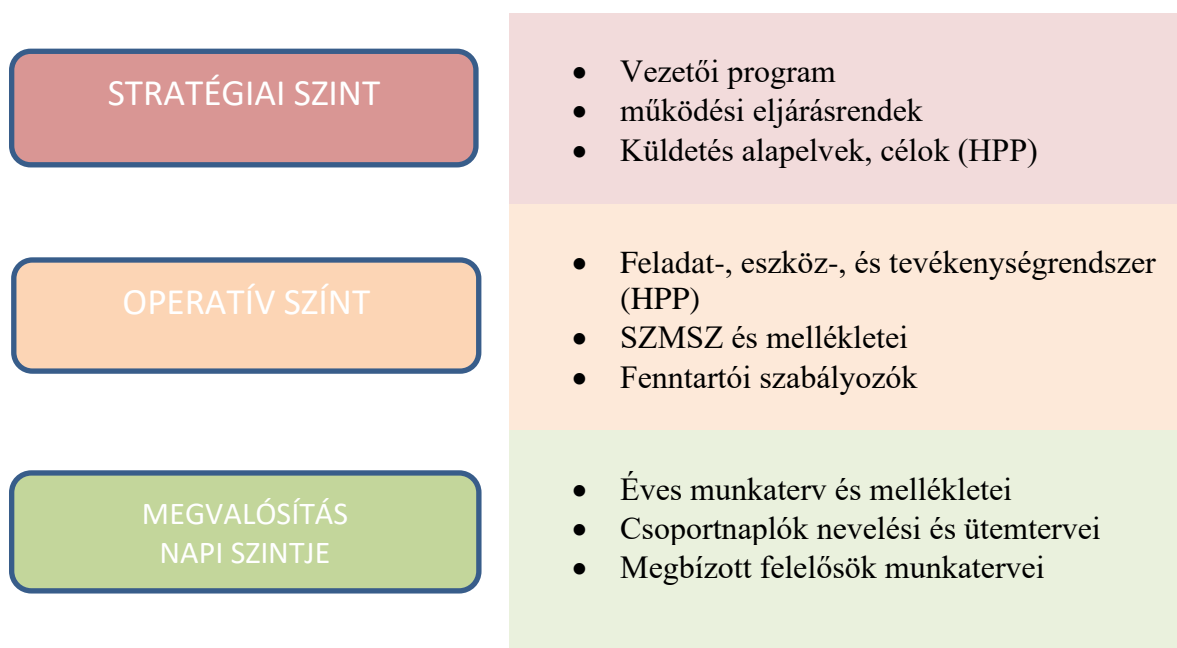 STRATÉGIAI SZINT
• Vezetői program
• működési eljárásrendek
• Küldetés alapelvek, célok (HPP)
OPERATÍV SZÍNT
• Feladat-, eszköz-, és tevékenységrendszer
(HPP)
• SZMSZ és mellékletei
• Fenntartói szabályozók
MEGVALÓSÍTÁS
NAPI SZINTJE
• Éves munkaterv és mellékletei
• Csoportnaplók nevelési és ütemtervei
• Megbízott felelősök munkatervei